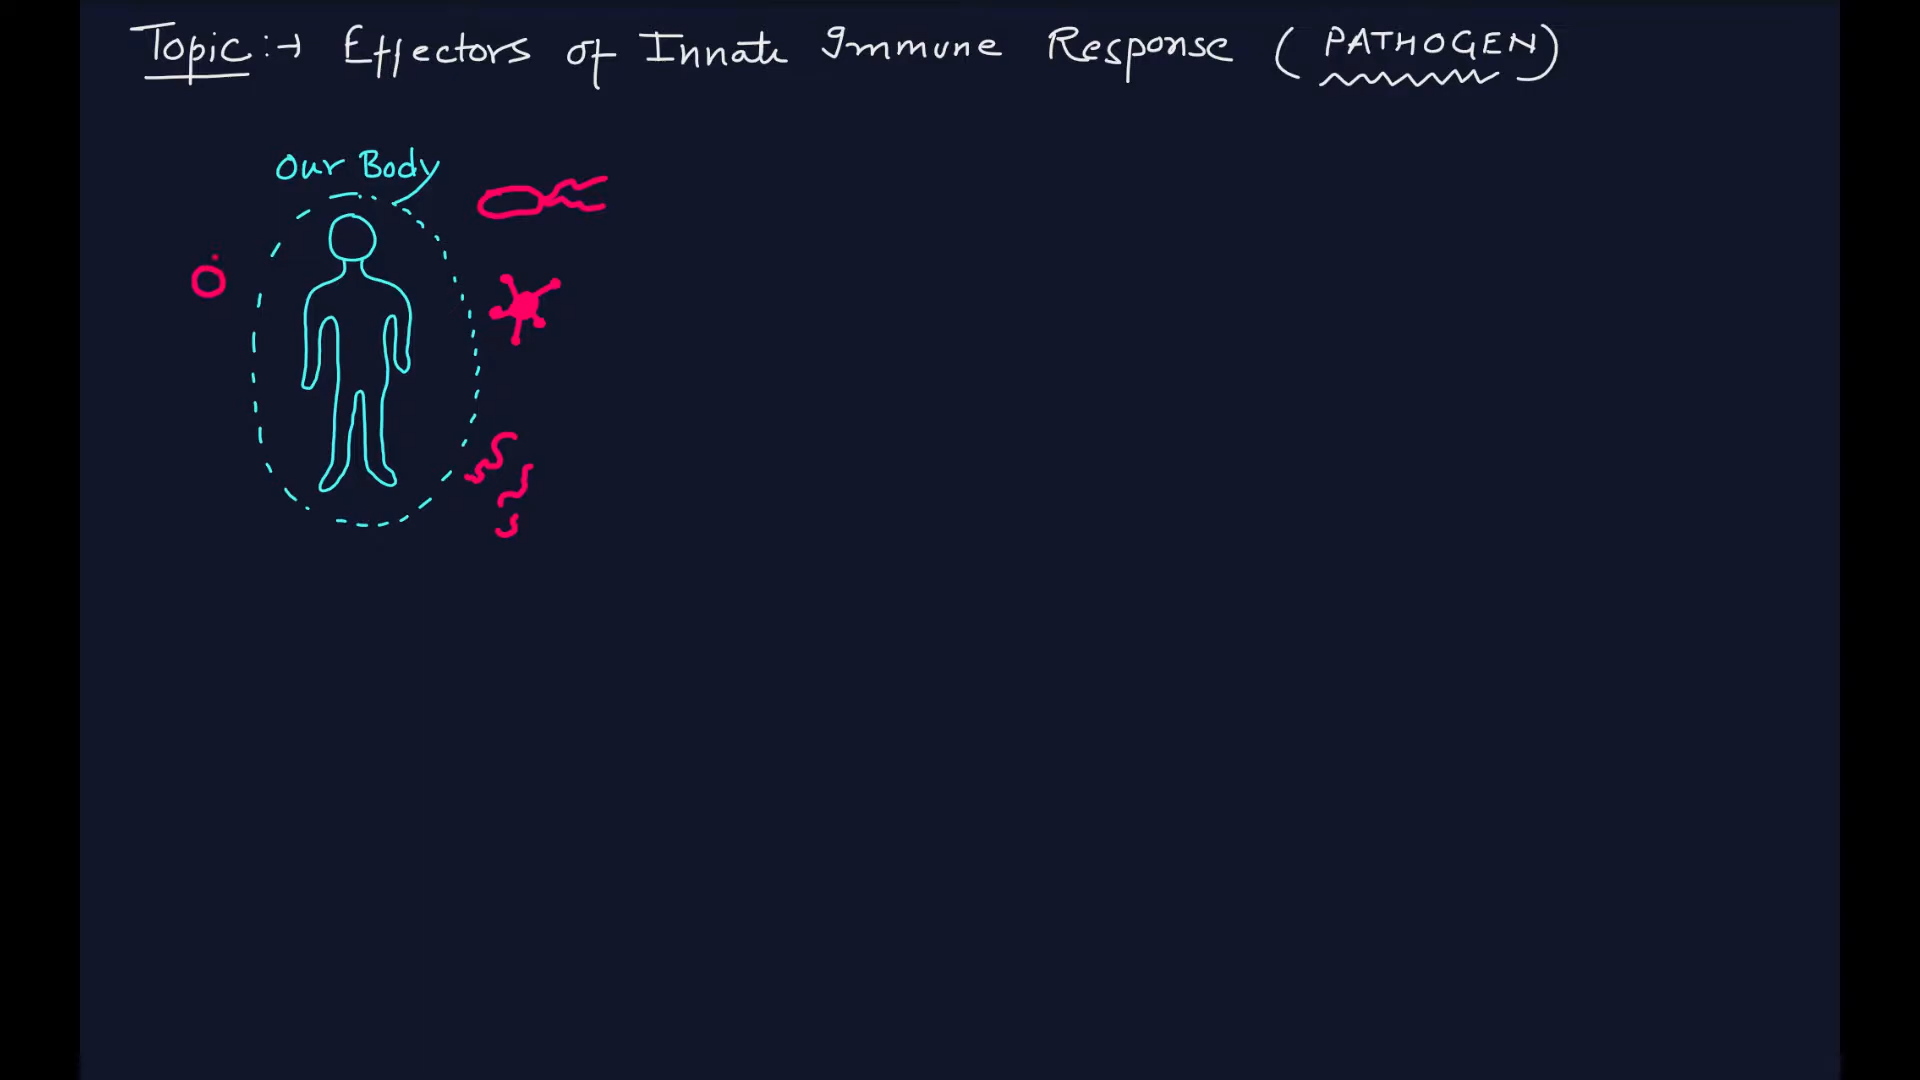 Topic :→ Effectors of Innate Immune Response (PATHOGEN)
Our Body